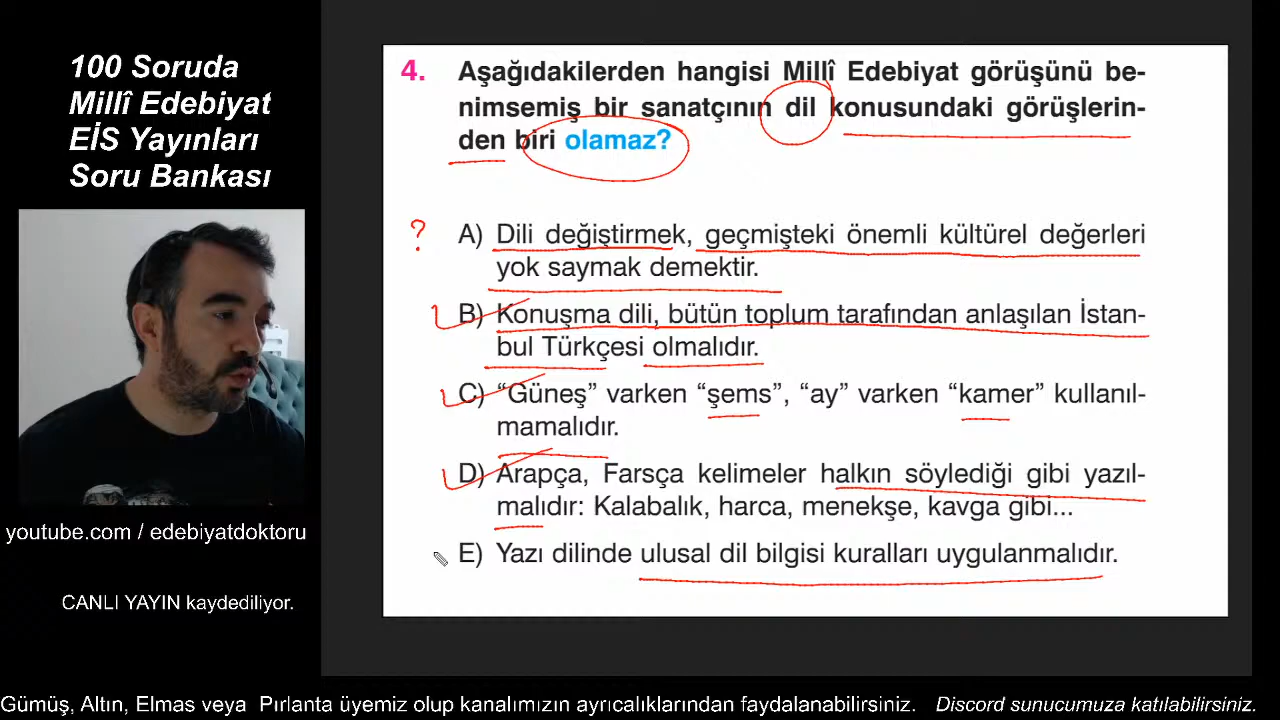 100 Soruda
Millî Edebiyat
EİS Yayınları
Soru Bankası
youtube.com / edebiyatdoktoru
CANLI YAYIN kaydediliyor.
4. Aşağıdakilerden hangisi Millî Edebiyat görüşünü be-
nimsemiş bir sanatçının dil konusundaki görüşlerin-
den biri olamaz?
? A) Dili değiştirmek, geçmişteki önemli kültürel değerleri
yok saymak demektir.
B) Konuşma dili, bütün toplum tarafından anlaşılan İstan-
bul Türkçesi olmalıdır.
C) “Güneş” varken “şems”, “ay” varken “kamer” kullanıl-
mamalıdır.
D) Arapça, Farsça kelimeler halkın söylediği gibi yazıl-
malıdır: Kalabalık, harca, menekşe, kavga gibi...
E) Yazı dilinde ulusal dil bilgisi kuralları uygulanmalıdır.
Gümüş, Altın, Elmas veya Pırlanta üyemiz olup kanalımızın ayrıcalıklarından faydalanabilirsiniz. Discord sunucumuza katılabilirsiniz.